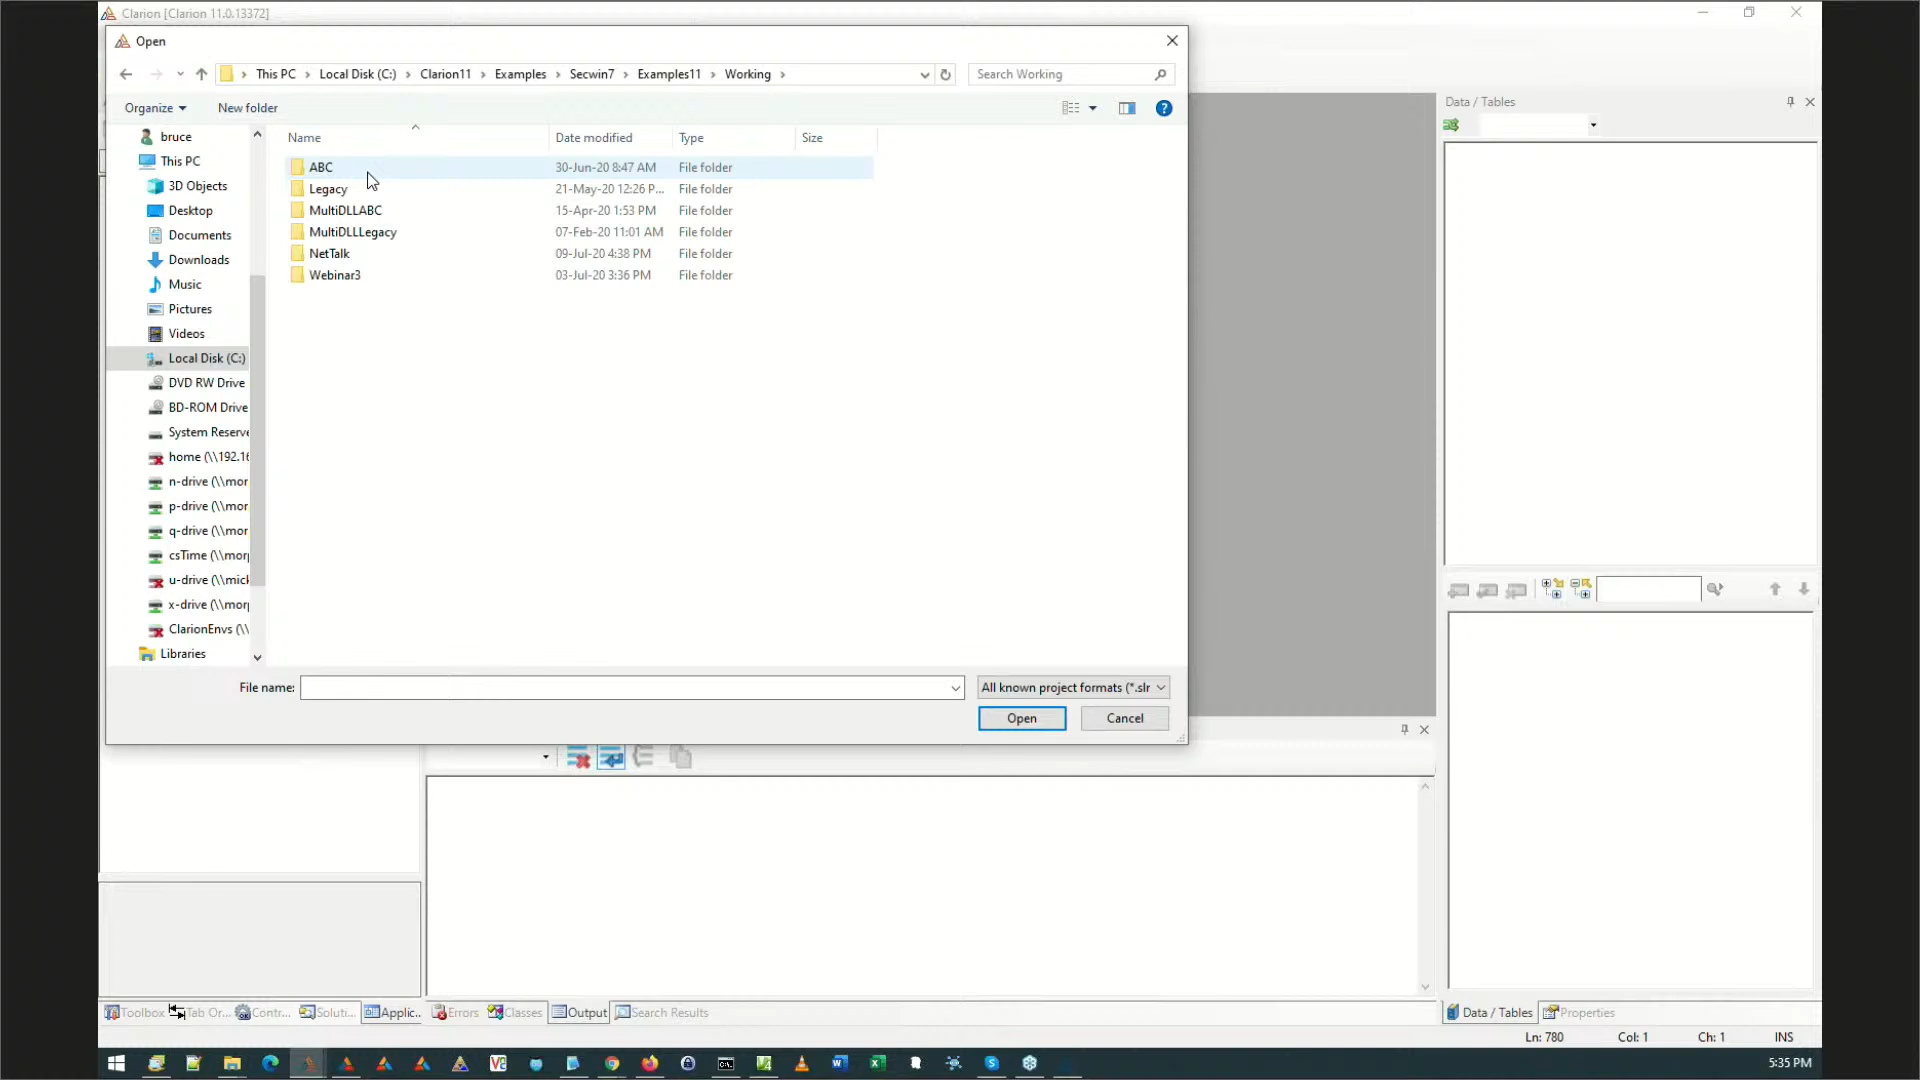 Clarion [Clarion 11.0.13372]
Open
This PC > Local Disk (C:) > Clarion11 > Examples > Secwin7 > Examples11 > Working >
Search Working
Organize
New folder
Name
Date modified
Type
Size
bruce
This PC
3D Objects
Desktop
Documents
Downloads
Music
Pictures
Videos
Local Disk (C:)
DVD RW Drive
BD-ROM Drive
System Reserve
home (\\192.16
n-drive (\\mor
p-drive (\\mor
q-drive (\\mor
csTime (\\mor
u-drive (\\mick
x-drive (\\mor
ClarionEnvs (\\
Libraries
ABC 30-Jun-20 8:47 AM File folder
Legacy 21-May-20 12:26 P... File folder
MultiDLLABC 15-Apr-20 1:53 PM File folder
MultiDLLLegacy 07-Feb-20 11:01 AM File folder
NetTalk 09-Jul-20 4:38 PM File folder
Webinar3 03-Jul-20 3:36 PM File folder
File name:
All known project formats (*.slr
Open
Cancel
Data / Tables
Toolbox
Tab Or...
Contr...
Soluti...
Applic..
Errors
Classes
Output
Search Results
Data / Tables
Properties
Ln: 780
Col: 1
Ch: 1
INS
5:35 PM